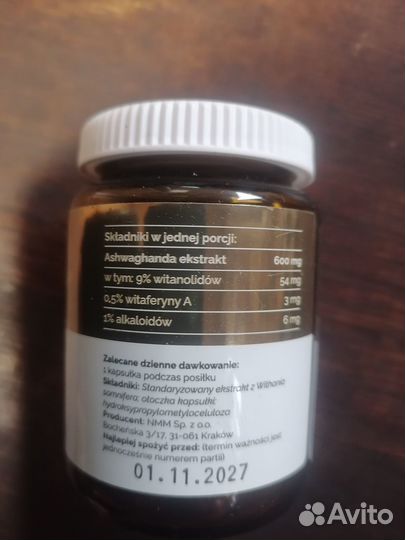 Składniki w jednej porcji:
Ashwaghanda ekstrakt 600 mg
w tym: 9% witanolidów 54 mg
0,5% witaferyny A 3 mg
1% alkaloidów 6 mg
Zalecane dzienne dawkowanie:
1 kapsułka podczas posiłku
Składniki: Standaryzowany ekstrakt z Withania
somnifera; otoczka kapsułki:
hydroksypropylometyloceluloza
Producent: NMM Sp. z o.o.
Bocheńska 3/17, 31-061 Kraków
Najlepiej spożyć przed: (termin ważności jest
jednocześnie numerem partii)
01.11.2027
Avito